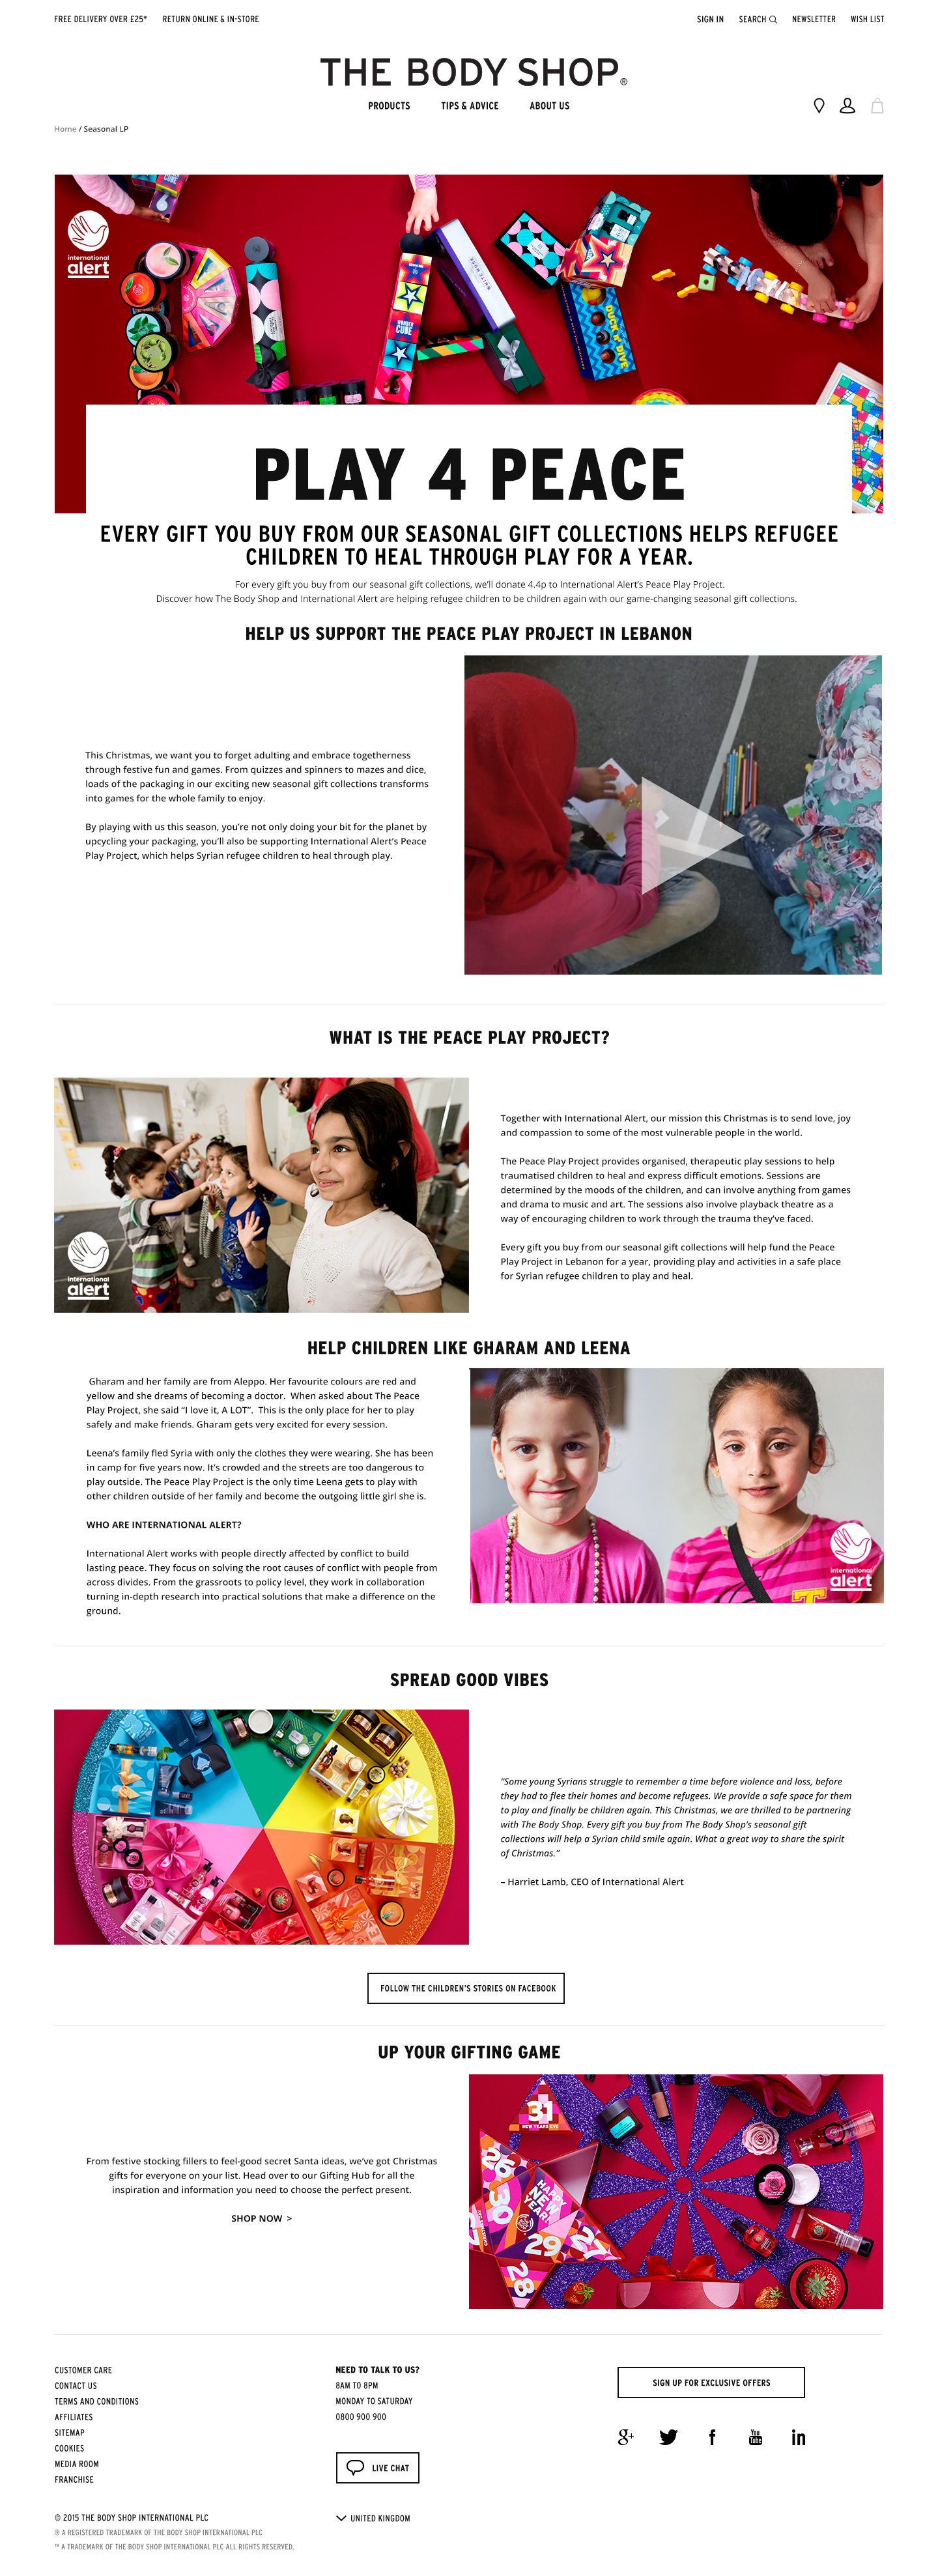 FREE DELIVERY OVER £25* RETURN ONLINE & IN-STORE SIGN IN SEARCH NEWSLETTER WISH LIST
THE BODY SHOP®
PRODUCTS TIPS & ADVICE ABOUT US
Home / Seasonal LP
international
alert
WONDER
CUBE
WHITE MUSK
DUCK N' DIVE
PLAY 4 PEACE
EVERY GIFT YOU BUY FROM OUR SEASONAL GIFT COLLECTIONS HELPS REFUGEE
CHILDREN TO HEAL THROUGH PLAY FOR A YEAR.
For every gift you buy from our seasonal gift collections, we'll donate 4.4p to International Alert's Peace Play Project.
Discover how The Body Shop and International Alert are helping refugee children to be children again with our game-changing seasonal gift collections.
HELP US SUPPORT THE PEACE PLAY PROJECT IN LEBANON
This Christmas, we want you to forget adulting and embrace togetherness
through festive fun and games. From quizzes and spinners to mazes and dice,
loads of the packaging in our exciting new seasonal gift collections transforms
into games for the whole family to enjoy.
By playing with us this season, you're not only doing your bit for the planet by
upcycling your packaging, you'll also be supporting International Alert's Peace
Play Project, which helps Syrian refugee children to heal through play.
WHAT IS THE PEACE PLAY PROJECT?
international
alert
Together with International Alert, our mission this Christmas is to send love, joy
and compassion to some of the most vulnerable people in the world.
The Peace Play Project provides organised, therapeutic play sessions to help
traumatised children to heal and express difficult emotions. Sessions are
determined by the moods of the children, and can involve anything from games
and drama to music and art. The sessions also involve playback theatre as a
way of encouraging children to work through the trauma they've faced.
Every gift you buy from our seasonal gift collections will help fund the Peace
Play Project in Lebanon for a year, providing play and activities in a safe place
for Syrian refugee children to play and heal.
HELP CHILDREN LIKE GHARAM AND LEENA
Gharam and her family are from Aleppo. Her favourite colours are red and
yellow and she dreams of becoming a doctor. When asked about The Peace
Play Project, she said "I love it, A LOT". This is the only place for her to play
safely and make friends. Gharam gets very excited for every session.
Leena's family fled Syria with only the clothes they were wearing. She has been
in camp for five years now. It's crowded and the streets are too dangerous to
play outside. The Peace Play Project is the only time Leena gets to play with
other children outside of her family and become the outgoing little girl she is.
WHO ARE INTERNATIONAL ALERT?
International Alert works with people directly affected by conflict to build
lasting peace. They focus on solving the root causes of conflict with people from
across divides. From the grassroots to policy level, they work in collaboration
turning in-depth research into practical solutions that make a difference on the
ground.
international
alert
SPREAD GOOD VIBES
"Some young Syrians struggle to remember a time before violence and loss, before
they had to flee their homes and become refugees. We provide a safe space for them
to play and finally be children again. This Christmas, we are thrilled to be partnering
with The Body Shop. Every gift you buy from The Body Shop's seasonal gift
collections will help a Syrian child smile again. What a great way to share the spirit
of Christmas."
– Harriet Lamb, CEO of International Alert
FOLLOW THE CHILDREN'S STORIES ON FACEBOOK
UP YOUR GIFTING GAME
From festive stocking fillers to feel-good secret Santa ideas, we've got Christmas
gifts for everyone on your list. Head over to our Gifting Hub for all the
inspiration and information you need to choose the perfect present.
SHOP NOW >
31
NEW YEARS EVE
26
30
HAPPY
NEW
YEAR!
29
27
28
CUSTOMER CARE
CONTACT US
TERMS AND CONDITIONS
AFFILIATES
SITEMAP
COOKIES
MEDIA ROOM
FRANCHISE
NEED TO TALK TO US?
8AM TO 8PM
MONDAY TO SATURDAY
0800 900 900
LIVE CHAT
SIGN UP FOR EXCLUSIVE OFFERS
g+ f You Tube in
© 2015 THE BODY SHOP INTERNATIONAL PLC
UNITED KINGDOM
® A REGISTERED TRADEMARK OF THE BODY SHOP INTERNATIONAL PLC
™ A TRADEMARK OF THE BODY SHOP INTERNATIONAL PLC ALL RIGHTS RESERVED.